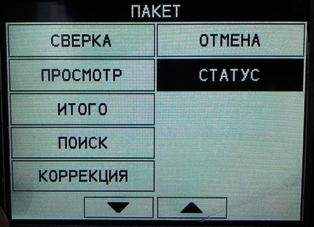 ПАКЕТ
СВЕРКА
ОТМЕНА
ПРОСМОТР
СТАТУС
ИТОГО
ПОИСК
КОРРЕКЦИЯ